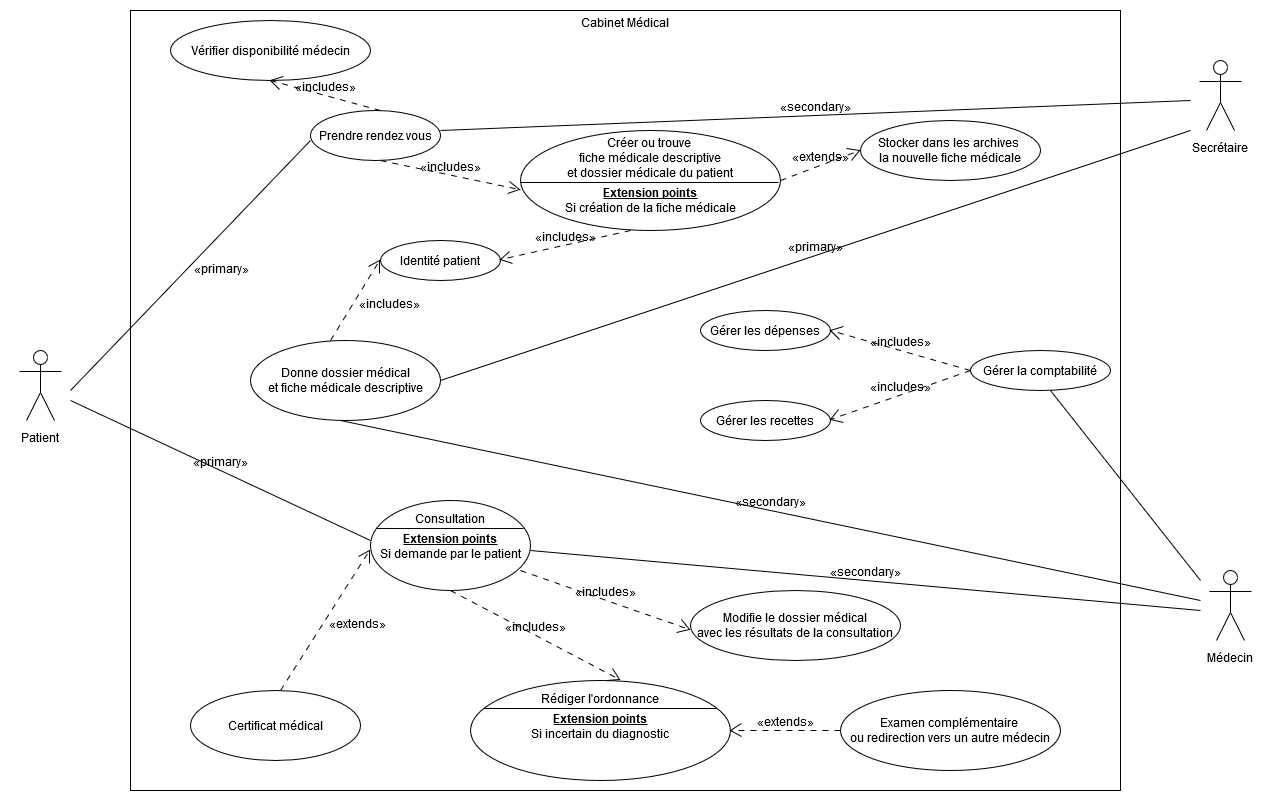 Cabinet Médical
Vérifier disponibilité médecin
«includes»
Prendre rendez vous
«secondary»
Secrétaire
«includes»
Créer ou trouve
fiche médicale descriptive
et dossier médicale du patient
Extension points
Si création de la fiche médicale
«extends»
Stocker dans les archives
la nouvelle fiche médicale
«includes»
«primary»
Identité patient
«primary»
«includes»
Gérer les dépenses
«includes»
Gérer la comptabilité
«includes»
Gérer les recettes
Donne dossier médical
et fiche médicale descriptive
Patient
«primary»
«secondary»
Consultation
Extension points
Si demande par le patient
«secondary»
«includes»
Modifie le dossier médical
avec les résultats de la consultation
«includes»
«extends»
Médecin
Certificat médical
Rédiger l'ordonnance
Extension points
Si incertain du diagnostic
«extends»
Examen complémentaire
ou redirection vers un autre médecin